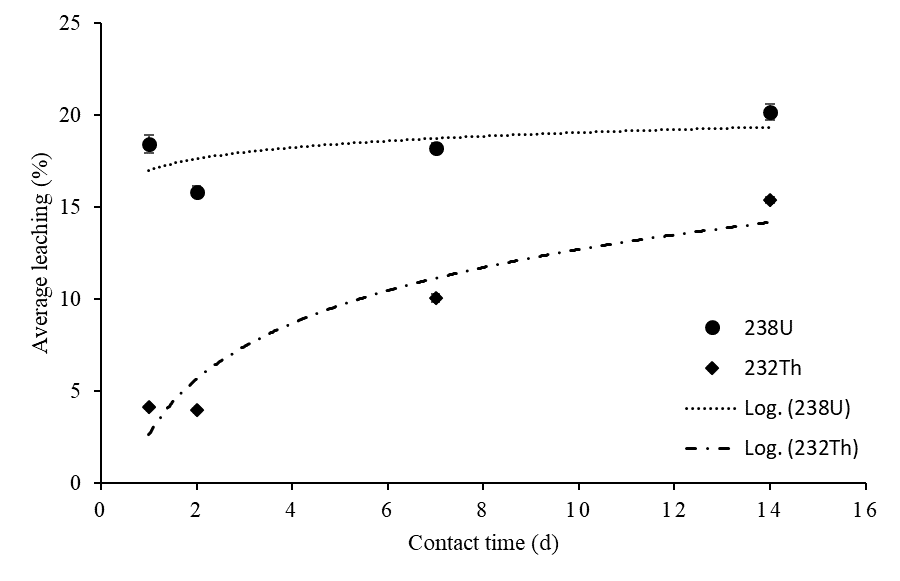 25
20
15
10
5
0
Average leaching (%)
0 2 4 6 8 10 12 14 16
Contact time (d)
238U
232Th
Log. (238U)
Log. (232Th)